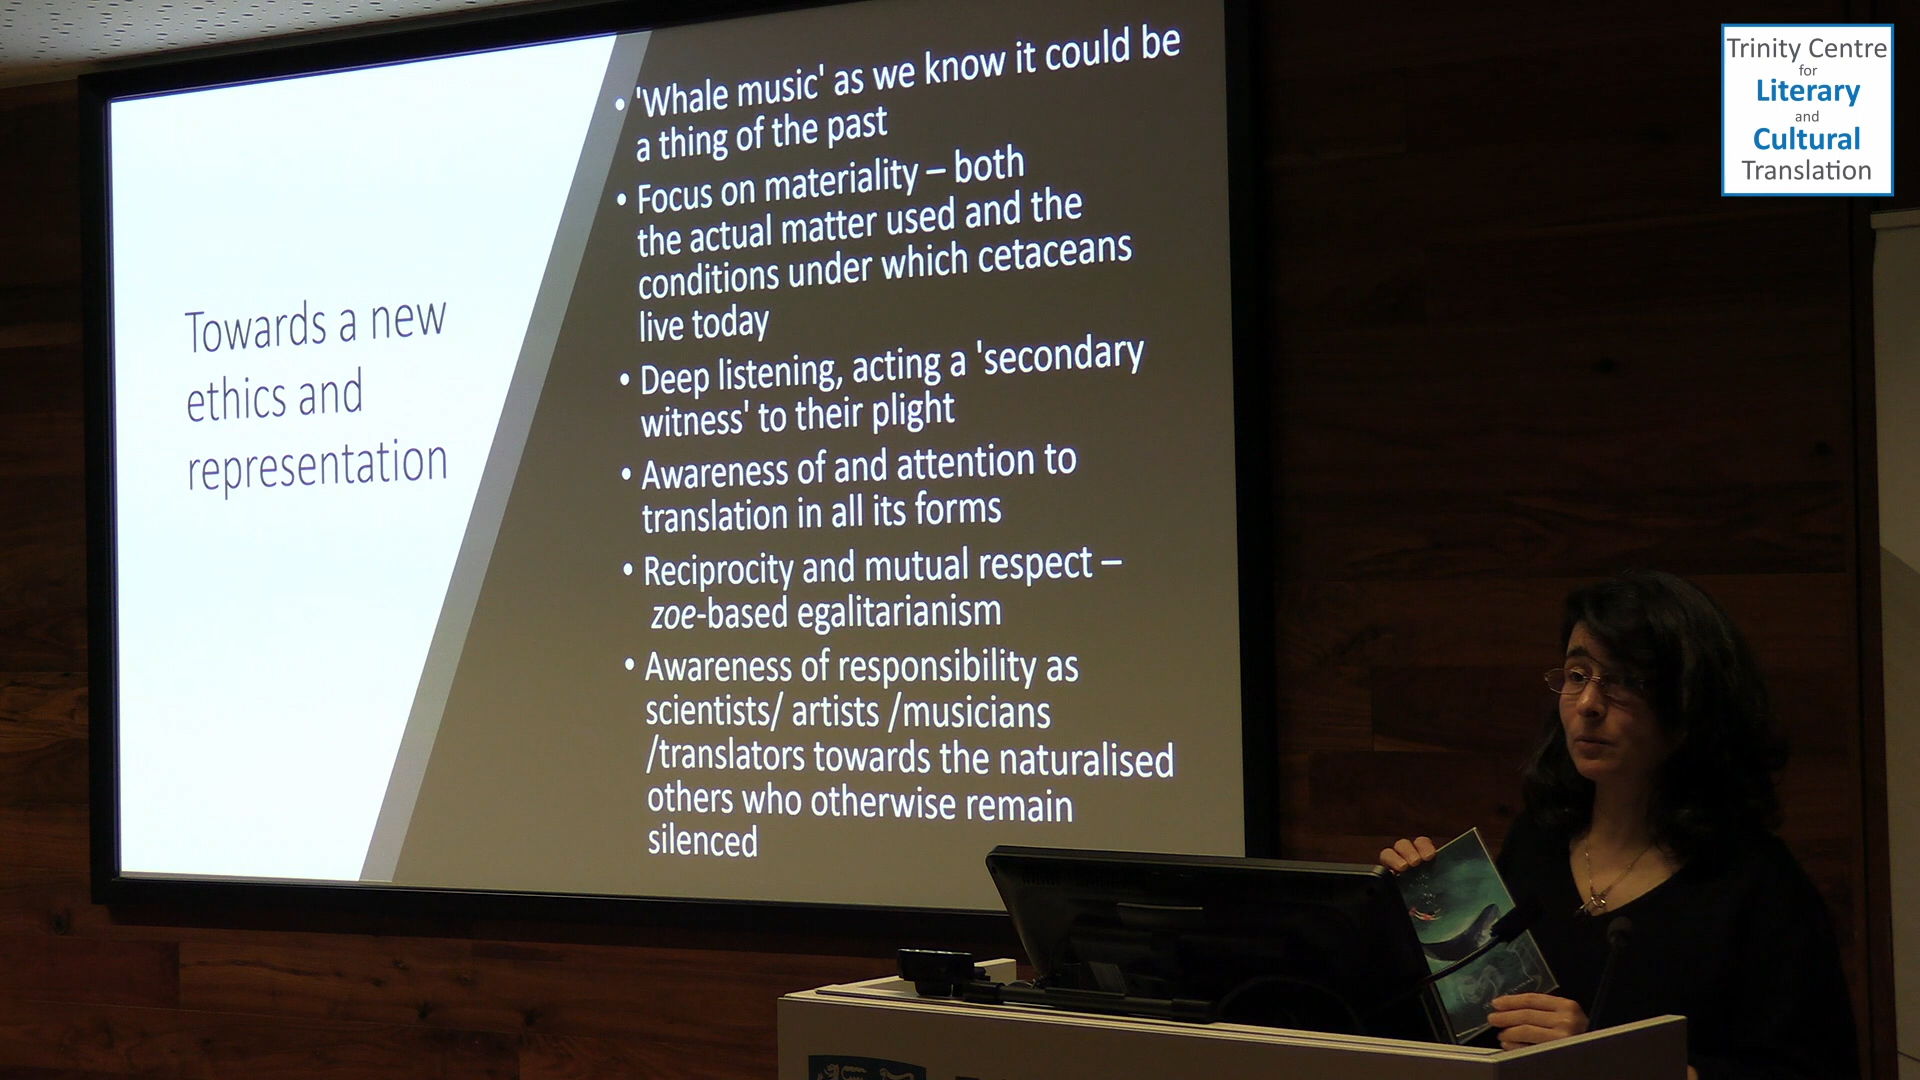 Towards a new
ethics and
representation
• 'Whale music' as we know it could be
a thing of the past
• Focus on materiality – both
the actual matter used and the
conditions under which cetaceans
live today
• Deep listening, acting a 'secondary
witness' to their plight
• Awareness of and attention to
translation in all its forms
• Reciprocity and mutual respect –
zoe-based egalitarianism
• Awareness of responsibility as
scientists/ artists /musicians
/translators towards the naturalised
others who otherwise remain
silenced
Trinity Centre
for
Literary
and
Cultural
Translation